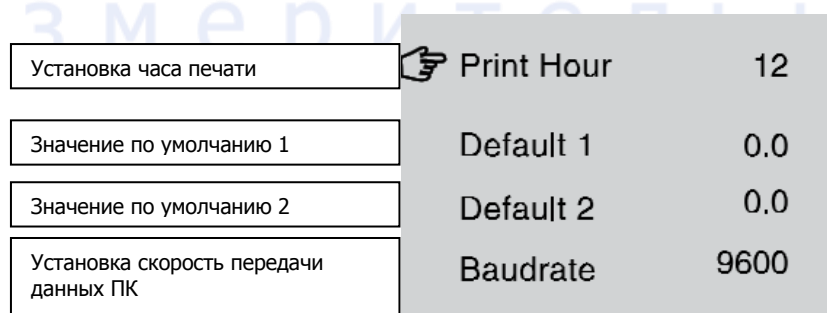 Установка часа печати
Print Hour 12
Значение по умолчанию 1
Default 1 0.0
Значение по умолчанию 2
Default 2 0.0
Установка скорость передачи
данных ПК
Baudrate 9600